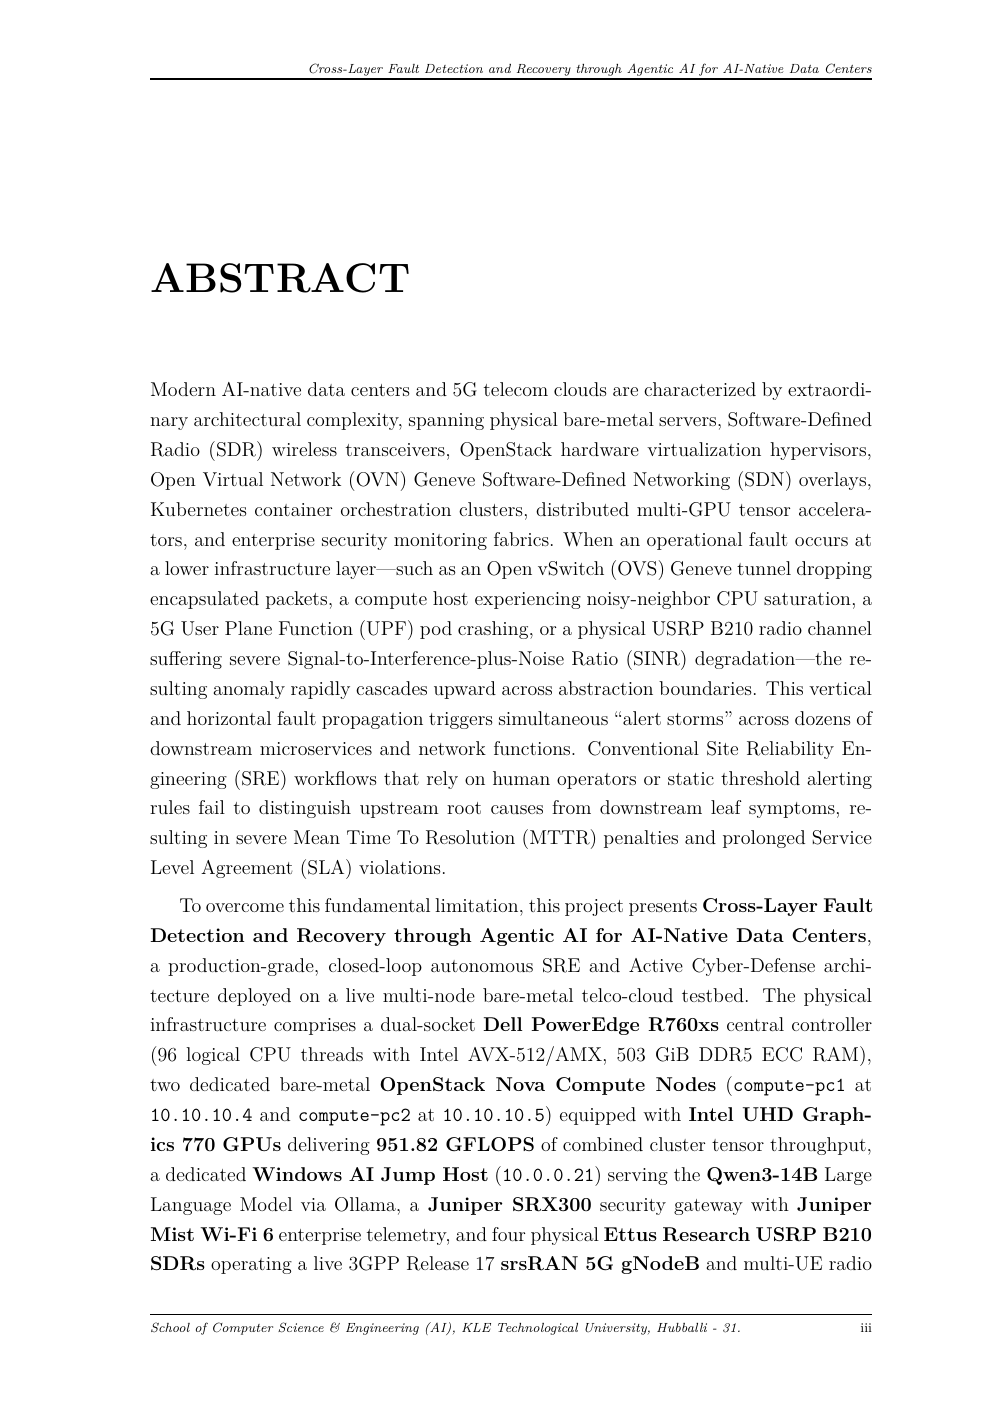 Cross-Layer Fault Detection and Recovery through Agentic AI for AI-Native Data Centers
ABSTRACT
Modern AI-native data centers and 5G telecom clouds are characterized by extraordi-
nary architectural complexity, spanning physical bare-metal servers, Software-Defined
Radio (SDR) wireless transceivers, OpenStack hardware virtualization hypervisors,
Open Virtual Network (OVN) Geneve Software-Defined Networking (SDN) overlays,
Kubernetes container orchestration clusters, distributed multi-GPU tensor accelera-
tors, and enterprise security monitoring fabrics. When an operational fault occurs at
a lower infrastructure layer—such as an Open vSwitch (OVS) Geneve tunnel dropping
encapsulated packets, a compute host experiencing noisy-neighbor CPU saturation, a
5G User Plane Function (UPF) pod crashing, or a physical USRP B210 radio channel
suffering severe Signal-to-Interference-plus-Noise Ratio (SINR) degradation—the re-
sulting anomaly rapidly cascades upward across abstraction boundaries. This vertical
and horizontal fault propagation triggers simultaneous “alert storms” across dozens of
downstream microservices and network functions. Conventional Site Reliability En-
gineering (SRE) workflows that rely on human operators or static threshold alerting
rules fail to distinguish upstream root causes from downstream leaf symptoms, re-
sulting in severe Mean Time To Resolution (MTTR) penalties and prolonged Service
Level Agreement (SLA) violations.
To overcome this fundamental limitation, this project presents Cross-Layer Fault
Detection and Recovery through Agentic AI for AI-Native Data Centers,
a production-grade, closed-loop autonomous SRE and Active Cyber-Defense archi-
tecture deployed on a live multi-node bare-metal telco-cloud testbed. The physical
infrastructure comprises a dual-socket Dell PowerEdge R760xs central controller
(96 logical CPU threads with Intel AVX-512/AMX, 503 GiB DDR5 ECC RAM),
two dedicated bare-metal OpenStack Nova Compute Nodes (compute-pc1 at
10.10.10.4 and compute-pc2 at 10.10.10.5) equipped with Intel UHD Graph-
ics 770 GPUs delivering 951.82 GFLOPS of combined cluster tensor throughput,
a dedicated Windows AI Jump Host (10.0.0.21) serving the Qwen3-14B Large
Language Model via Ollama, a Juniper SRX300 security gateway with Juniper
Mist Wi-Fi 6 enterprise telemetry, and four physical Ettus Research USRP B210
SDRs operating a live 3GPP Release 17 srsRAN 5G gNodeB and multi-UE radio
School of Computer Science & Engineering (AI), KLE Technological University, Hubballi - 31.
iii